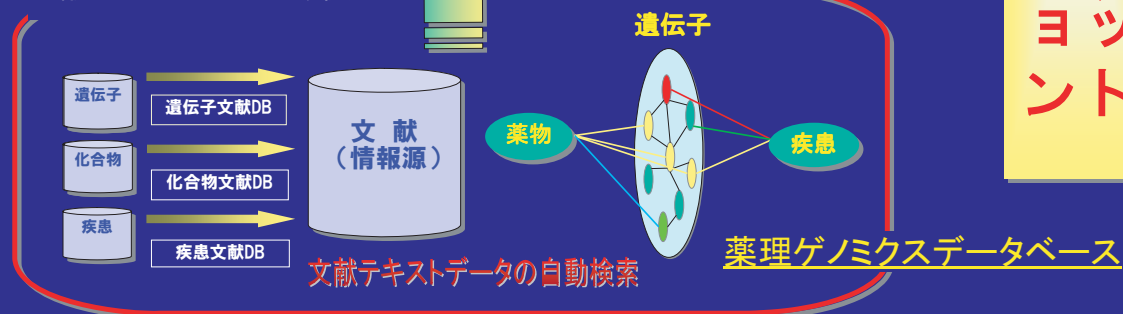 遺伝子
ョッ
ント
遺伝子
遺伝子文献DB
文 献
(情報源)
薬物
疾患
化合物
化合物文献DB
疾患
疾患文献DB
文献テキストデータの自動検索
薬理ゲノミクスデータベース